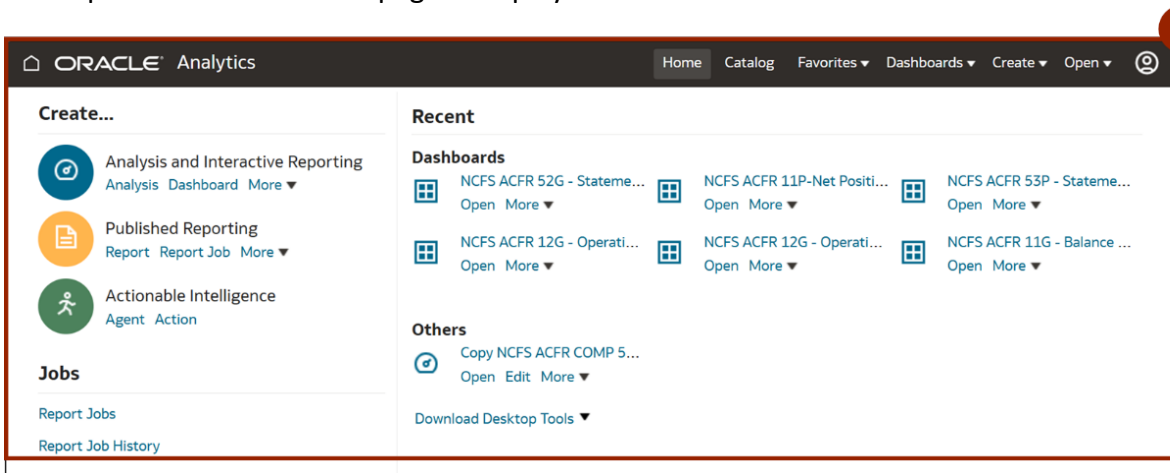 ORACLE Analytics
Home Catalog Favorites Dashboards Create Open
Create...
Analysis and Interactive Reporting
Analysis Dashboard More
Published Reporting
Report Report Job More
Actionable Intelligence
Agent Action
Jobs
Report Jobs
Report Job History
Recent
Dashboards
NCFS ACFR 52G - Stateme... NCFS ACFR 11P-Net Positi... NCFS ACFR 53P - Stateme...
Open More Open More Open More
NCFS ACFR 12G - Operati... NCFS ACFR 12G - Operati... NCFS ACFR 11G - Balance ...
Open More Open More Open More
Others
Copy NCFS ACFR COMP 5...
Open Edit More
Download Desktop Tools